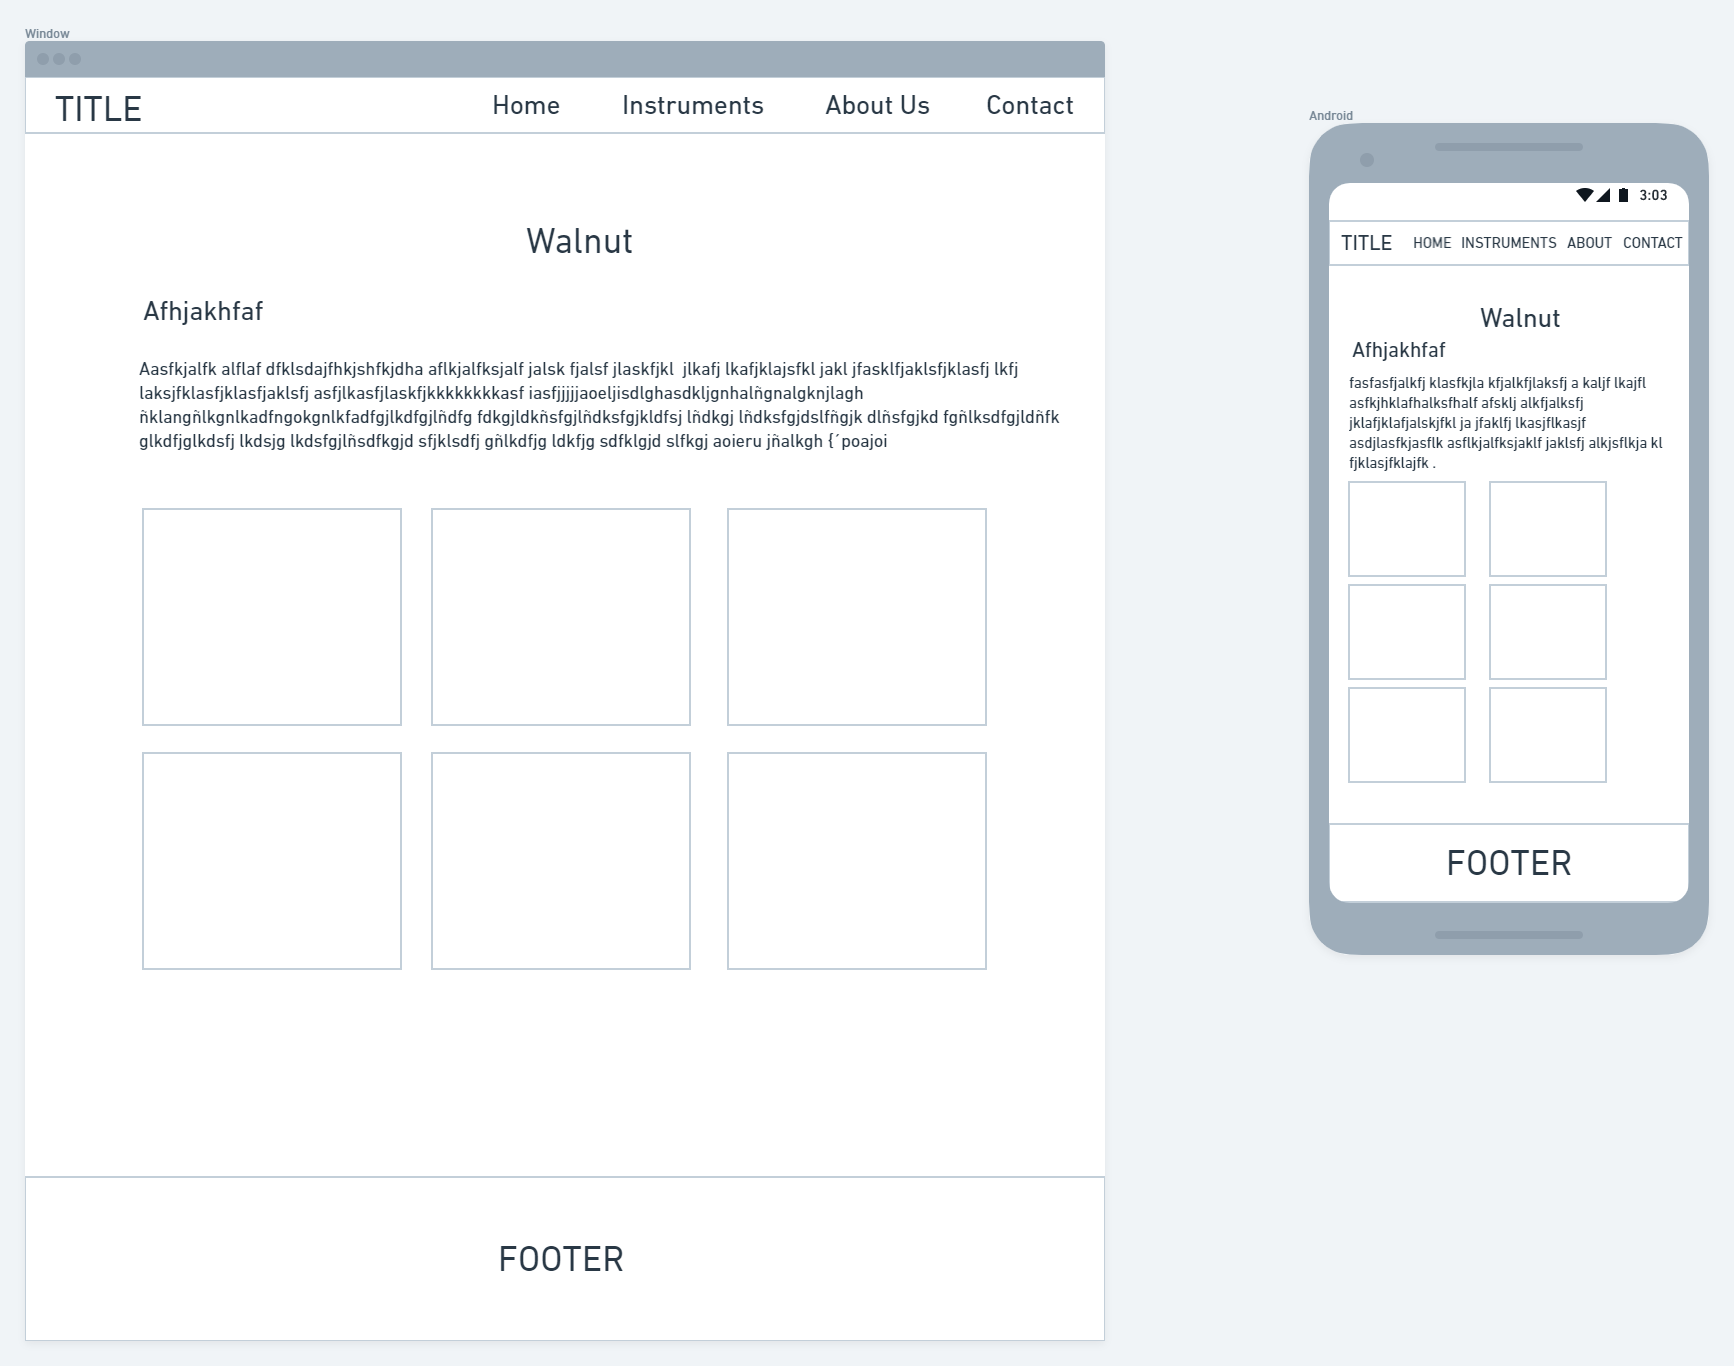 Window
TITLE Home Instruments About Us Contact
Walnut
Afhjakhfaf
Aasfkjalfk alflaf dfklsdajfhkjshfkjdha aflkjalfksjalf jalsk fjalsf jlaskfjkl  jlkafj lkafjklajsfkl jakl jfasklfjaklsfjklasfj lkfj
laksjfklasfjklasfjaklsfj asfjlkasfjlaskfjkkkkkkkkasf iasfjjjjjaoeljisdlghasdkljgnhalñgnalgknjlagh
ñklangñlkgnlkadfngokgnlkfadfgjlkdfgjlñdfg fdkgjldkñsfgjlñdksfgjkldfsj lñdkgj lñdksfgjdslfñgjk dlñsfgjkd fgñlksdfgjldñfk
glkdfjglkdsfj lkdsjg lkdsfgjlñsdfkgjd sfjklsdfj gñlkdfjg ldkfjg sdfklgjd slfkgj aoieru jñalkgh {´poajoi
FOOTER
Android
3:03
TITLE HOME INSTRUMENTS ABOUT CONTACT
Walnut
Afhjakhfaf
fasfasfjalkfj klasfkjla kfjalkfjlaksfj a kaljf lkajfl
asfkjhklafhalksfhalf afsklj alkfjalksfj
jklafjklafjalskjfkl ja jfaklfj lkasjflkasjf
asdjlasfkjasflk asflkjalfksjaklf jaklsfj alkjsflkja kl
fjklasjfklajfk .
FOOTER